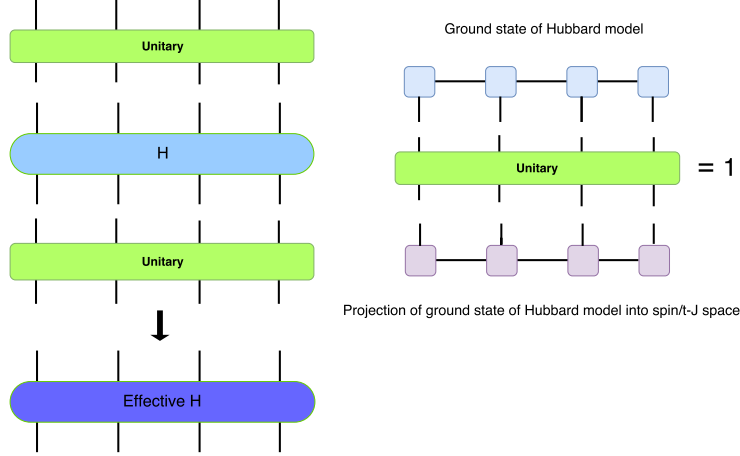 Unitary
H
Unitary
Effective H
Ground state of Hubbard model
Unitary
= 1
Projection of ground state of Hubbard model into spin/t-J space